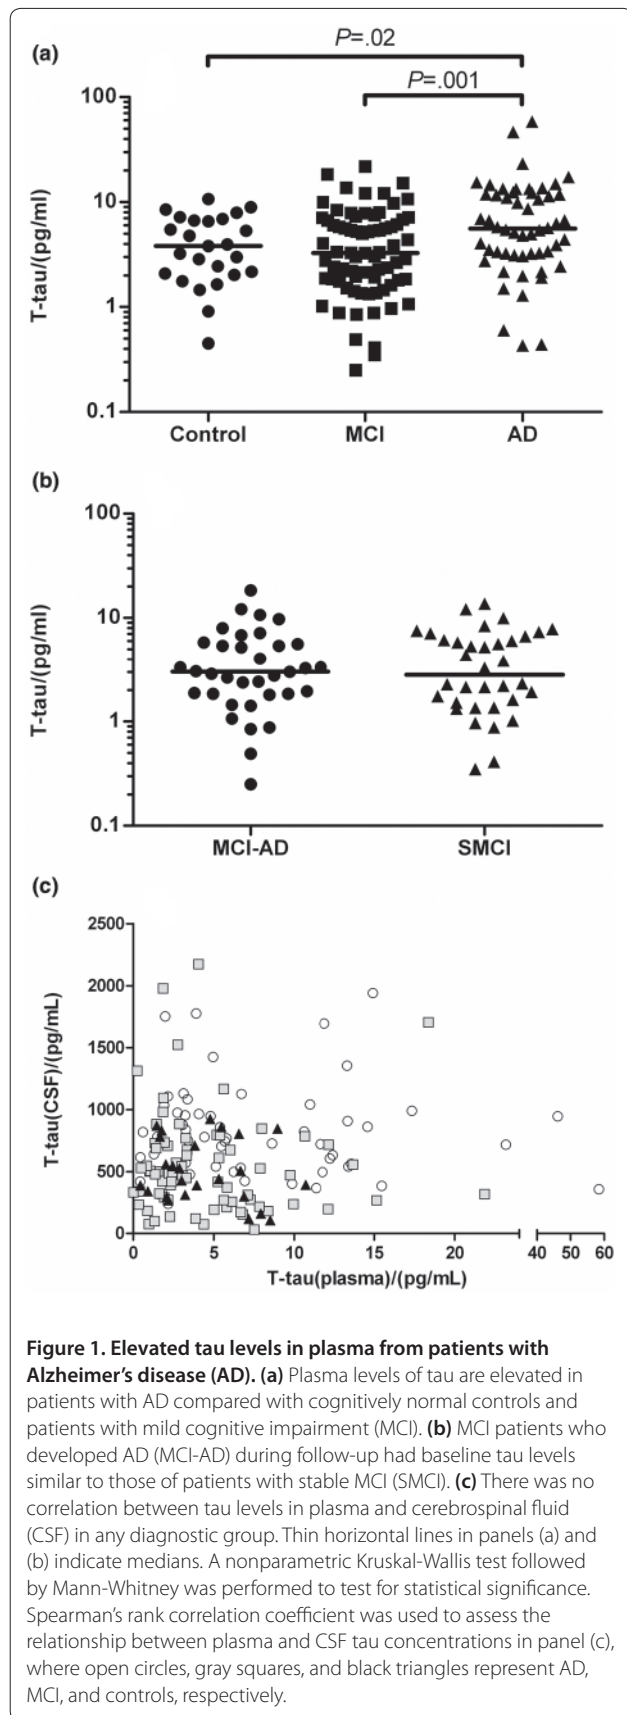 (a)
P=.02
P=.001
T-tau/(pg/ml)
100
10
1
0.1
Control MCI AD
(b)
T-tau/(pg/ml)
100
10
1
0.1
MCI-AD SMCI
(c)
T-tau(CSF)/(pg/mL)
2500
2000
1500
1000
500
0
0 5 10 15 20 40 50 60
T-tau(plasma)/(pg/mL)
Figure 1. Elevated tau levels in plasma from patients with
Alzheimer's disease (AD). (a) Plasma levels of tau are elevated in
patients with AD compared with cognitively normal controls and
patients with mild cognitive impairment (MCI). (b) MCI patients who
developed AD (MCI-AD) during follow-up had baseline tau levels
similar to those of patients with stable MCI (SMCI). (c) There was no
correlation between tau levels in plasma and cerebrospinal fluid
(CSF) in any diagnostic group. Thin horizontal lines in panels (a) and
(b) indicate medians. A nonparametric Kruskal-Wallis test followed
by Mann-Whitney was performed to test for statistical significance.
Spearman's rank correlation coefficient was used to assess the
relationship between plasma and CSF tau concentrations in panel (c),
where open circles, gray squares, and black triangles represent AD,
MCI, and controls, respectively.